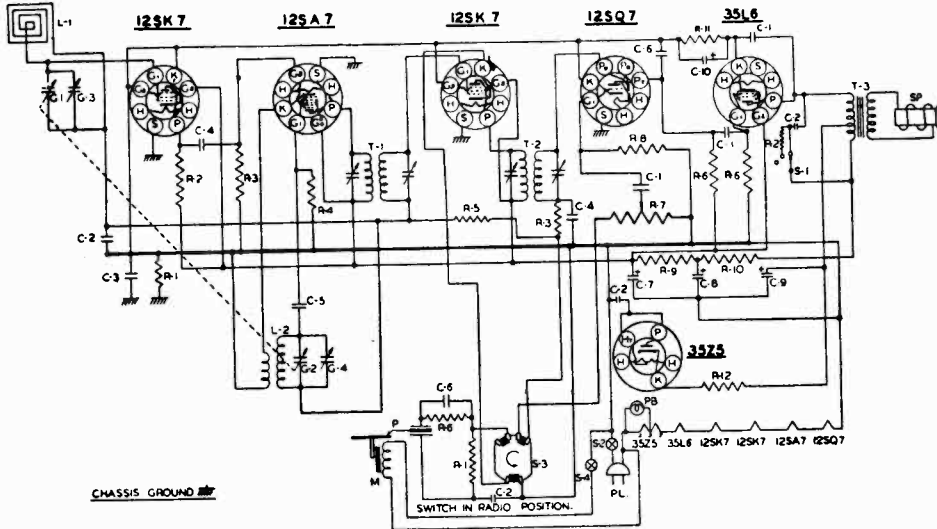 12SK7 12SA7 12SK7 12SQ7 35L6
L-1
G-1 G-3
C-4
R-2
R-3
R-4
T-1
R-5
T-2
R-3
C-4
R-8
C-1
R-7
C-6
R-11
C-10
C-1
R-6
R-6
R-2
C-2
S-1
T-3
SP
C-2
C-3
R-1
C-5
L-2
G-2 G-4
R-9 R-10
C-7
C-8
C-9
C-2
35Z5
R-12
PB
35Z5 35L6 12SK7 12SK7 12SA7 12SQ7
C-6
R-6
P
R-1
M
C-2
S-3
S-4
S-2
PL.
SWITCH IN RADIO POSITION.
CHASSIS GROUND